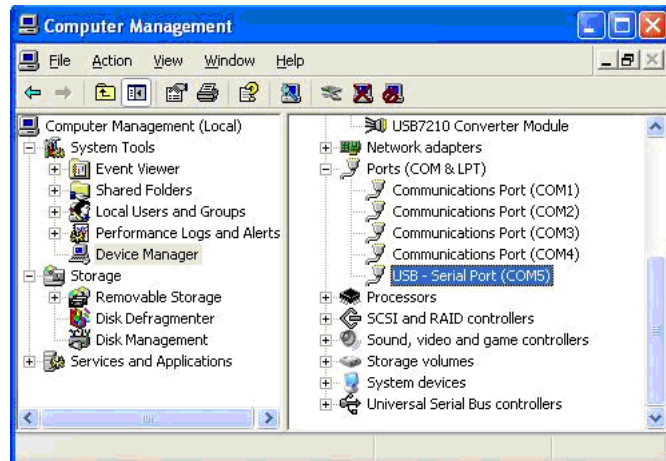 Computer Management
File Action View Window Help
Computer Management (Local)
System Tools
Event Viewer
Shared Folders
Local Users and Groups
Performance Logs and Alerts
Device Manager
Storage
Removable Storage
Disk Defragmenter
Disk Management
Services and Applications
USB7210 Converter Module
Network adapters
Ports (COM & LPT)
Communications Port (COM1)
Communications Port (COM2)
Communications Port (COM3)
Communications Port (COM4)
USB - Serial Port (COM5)
Processors
SCSI and RAID controllers
Sound, video and game controllers
Storage volumes
System devices
Universal Serial Bus controllers